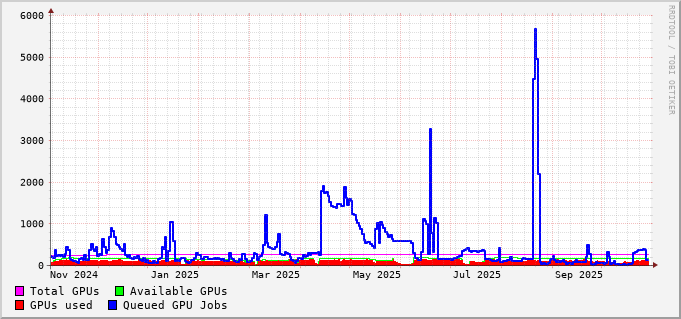 6000
5000
4000
3000
2000
1000
0
Nov 2024 Jan 2025 Mar 2025 May 2025 Jul 2025 Sep 2025
Total GPUs Available GPUs
GPUs used Queued GPU Jobs
RRDTOOL / TOBI OETIKER